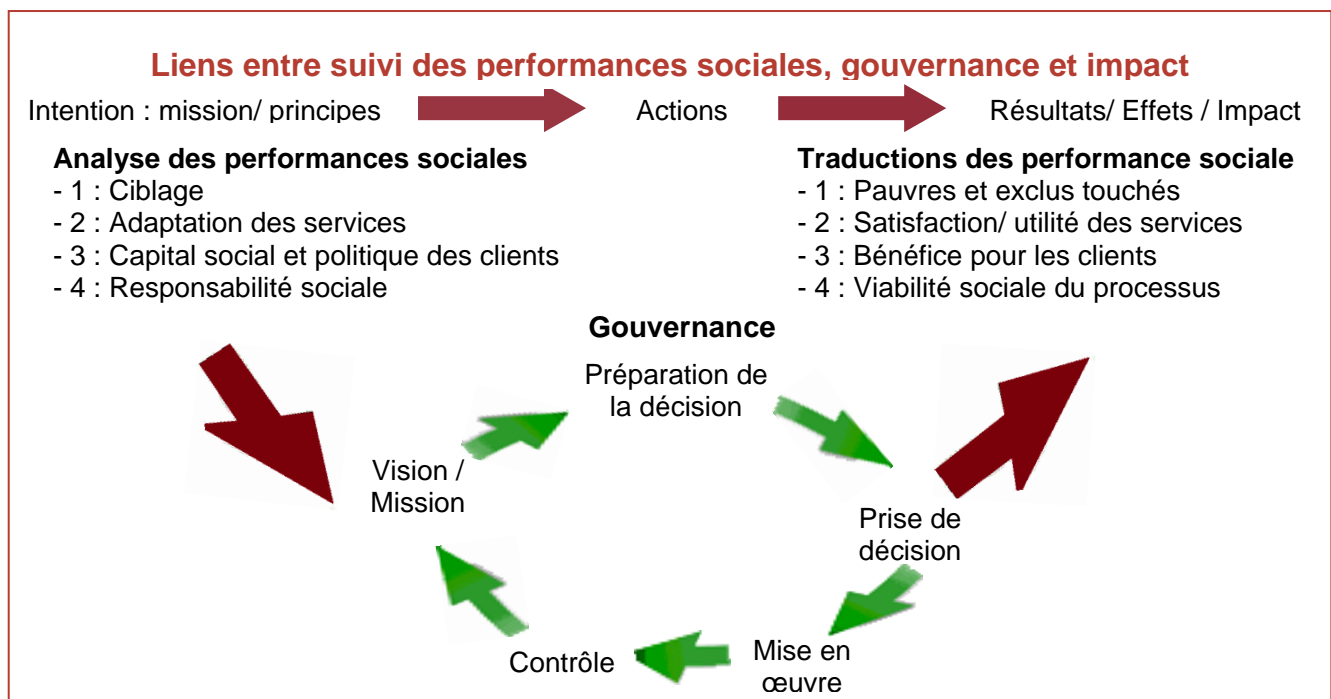 Liens entre suivi des performances sociales, gouvernance et impact
Intention : mission/ principes
Actions
Résultats/ Effets / Impact
Analyse des performances sociales
- 1 : Ciblage
- 2 : Adaptation des services
- 3 : Capital social et politique des clients
- 4 : Responsabilité sociale
Traductions des performance sociale
- 1 : Pauvres et exclus touchés
- 2 : Satisfaction/ utilité des services
- 3 : Bénéfice pour les clients
- 4 : Viabilité sociale du processus
Gouvernance
Préparation de
la décision
Vision /
Mission
Prise de
décision
Contrôle
Mise en
œuvre